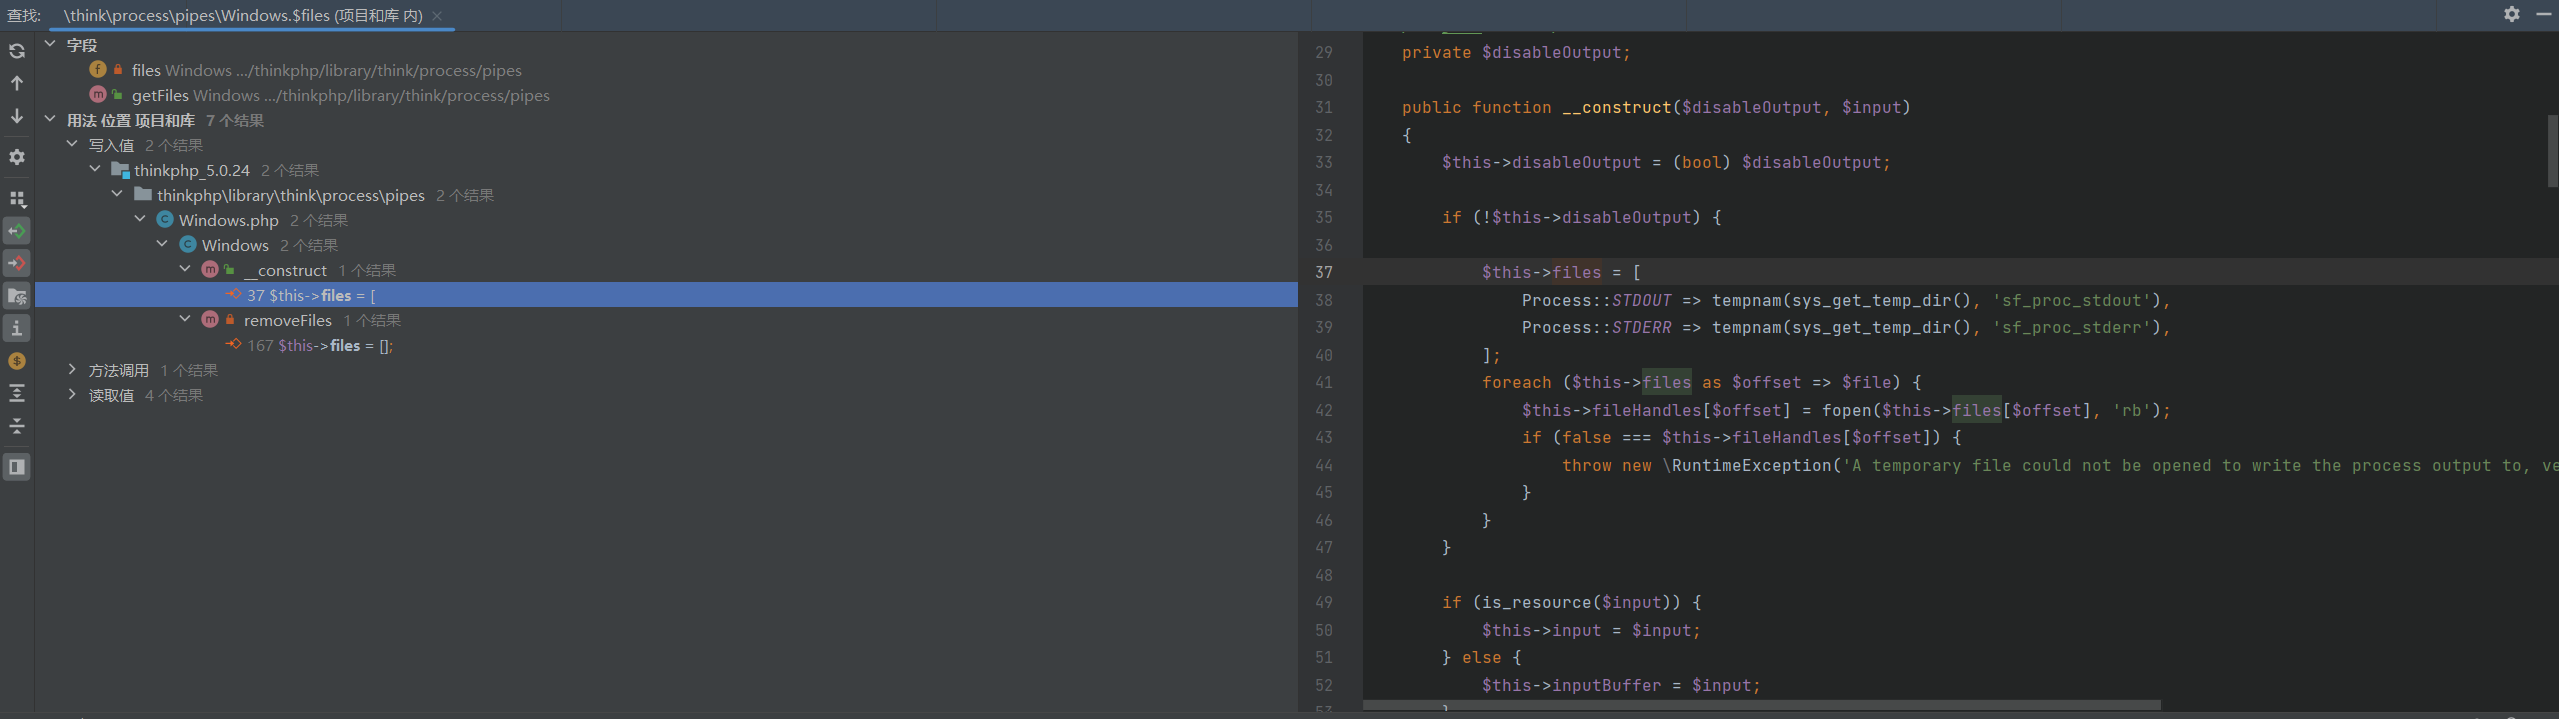 查找: \think\process\pipes\Windows.$files (项目和库 内)
字段
files Windows .../thinkphp/library/think/process/pipes
getFiles Windows .../thinkphp/library/think/process/pipes
用法 位置 项目和库 7 个结果
写入值 2 个结果
thinkphp_5.0.24 2 个结果
thinkphp\library\think\process\pipes 2 个结果
Windows.php 2 个结果
Windows 2 个结果
__construct 1 个结果
37 $this->files = [
removeFiles 1 个结果
167 $this->files = [];
方法调用 1 个结果
读取值 4 个结果
29 private $disableOutput;
30
31 public function __construct($disableOutput, $input)
32 {
33 $this->disableOutput = (bool) $disableOutput;
34
35 if (!$this->disableOutput) {
36
37 $this->files = [
38 Process::STDOUT => tempnam(sys_get_temp_dir(), 'sf_proc_stdout'),
39 Process::STDERR => tempnam(sys_get_temp_dir(), 'sf_proc_stderr'),
40 ];
41 foreach ($this->files as $offset => $file) {
42 $this->fileHandles[$offset] = fopen($this->files[$offset], 'rb');
43 if (false === $this->fileHandles[$offset]) {
44 throw new \RuntimeException('A temporary file could not be opened to write the process output to, ve
45 }
46 }
47 }
48
49 if (is_resource($input)) {
50 $this->input = $input;
51 } else {
52 $this->inputBuffer = $input;
53 }